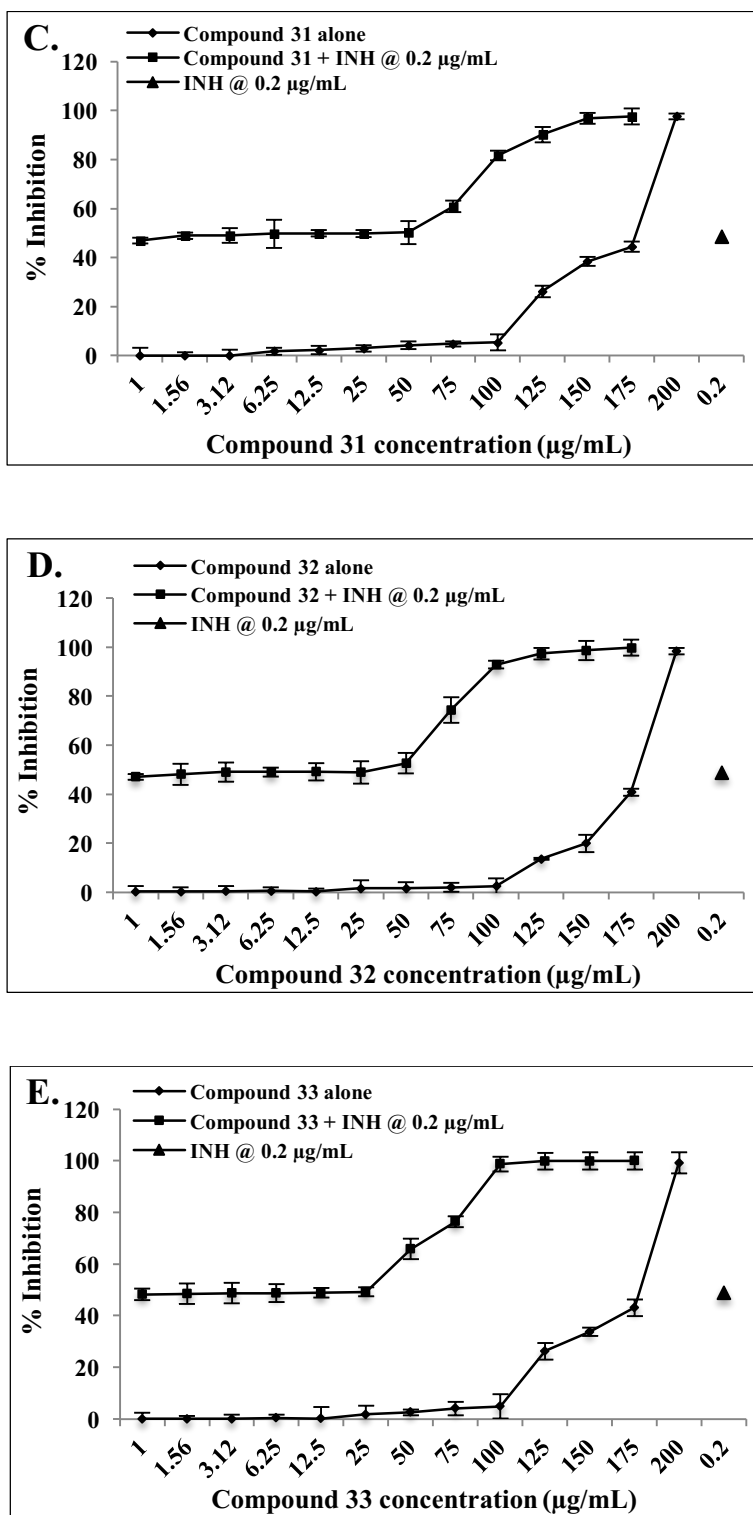 C.
Compound 31 alone
Compound 31 + INH @ 0.2 µg/mL
INH @ 0.2 µg/mL
120
100
80
60
40
20
0
% Inhibition
1 1.56 3.12 6.25 12.5 25 50 75 100 125 150 175 200 0.2
Compound 31 concentration (µg/mL)
D.
Compound 32 alone
Compound 32 + INH @ 0.2 µg/mL
INH @ 0.2 µg/mL
120
100
80
60
40
20
0
% Inhibition
1 1.56 3.12 6.25 12.5 25 50 75 100 125 150 175 200 0.2
Compound 32 concentration (µg/mL)
E.
Compound 33 alone
Compound 33 + INH @ 0.2 µg/mL
INH @ 0.2 µg/mL
120
100
80
60
40
20
0
% Inhibition
1 1.56 3.12 6.25 12.5 25 50 75 100 125 150 175 200 0.2
Compound 33 concentration (µg/mL)